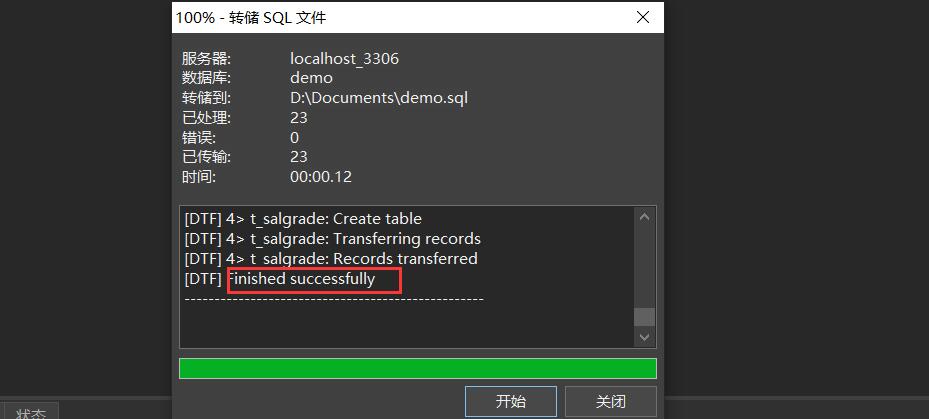 100% - 转储 SQL 文件
服务器: localhost_3306
数据库: demo
转储到: D:\Documents\demo.sql
已处理: 23
错误: 0
已传输: 23
时间: 00:00.12
[DTF] 4> t_salgrade: Create table
[DTF] 4> t_salgrade: Transferring records
[DTF] 4> t_salgrade: Records transferred
[DTF] Finished successfully
--------------------------------------------------
开始 关闭
状态